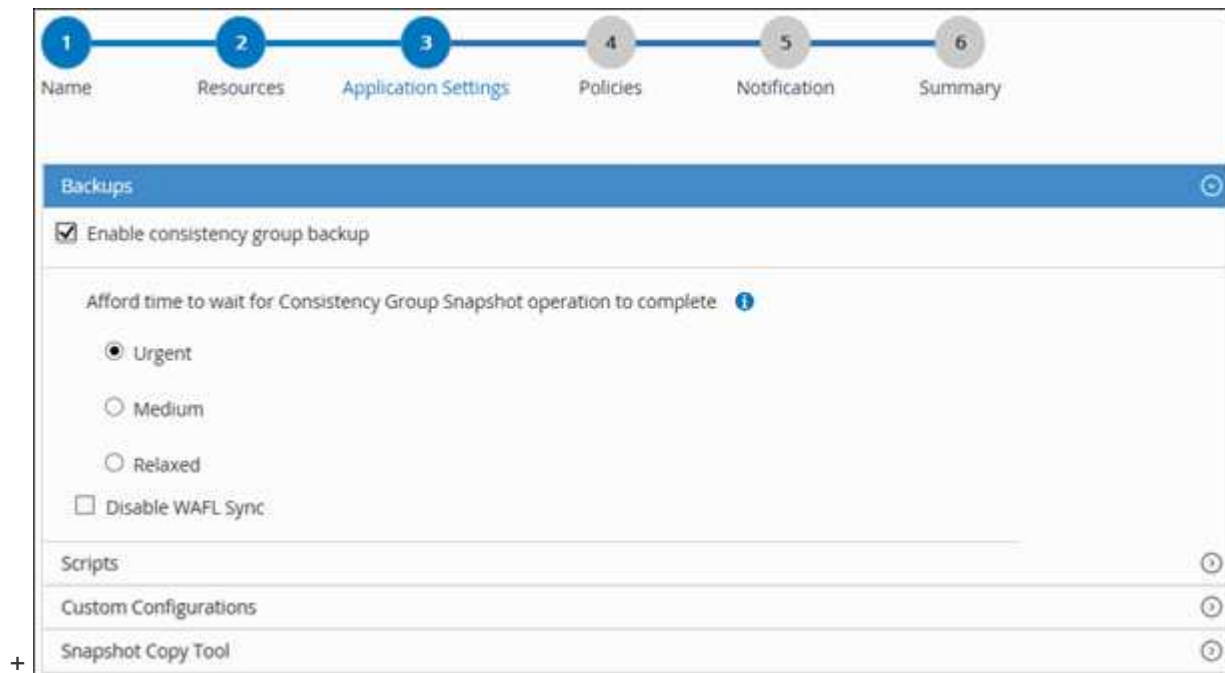 1 2 3 4 5 6
Name Resources Application Settings Policies Notification Summary
Backups
Enable consistency group backup
Afford time to wait for Consistency Group Snapshot operation to complete i
Urgent
Medium
Relaxed
Disable WAFL Sync
Scripts
Custom Configurations
Snapshot Copy Tool
+